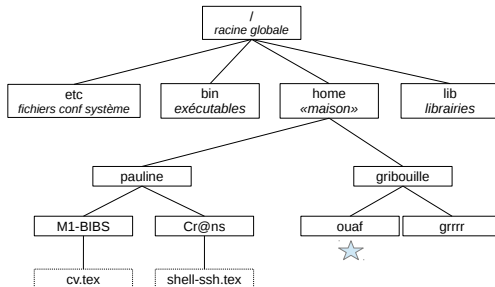 /
racine globale
etc
fichiers conf système
bin
exécutables
home
«maison»
lib
librairies
pauline
gribouille
M1-BIBS
Cr@ns
ouaf
grrrr
cv.tex
shell-ssh.tex